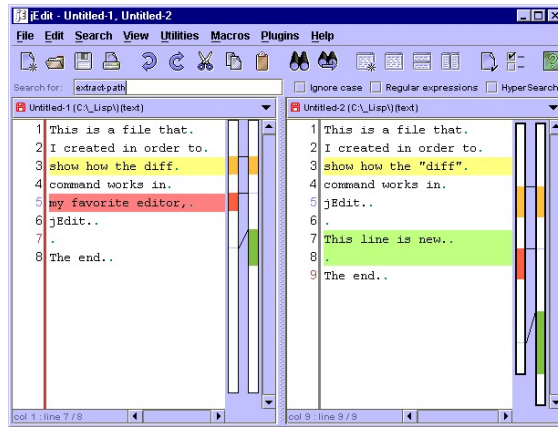 jEdit - Untitled-1, Untitled-2
File Edit Search View Utilities Macros Plugins Help
Search for: extract-path Ignore case Regular expressions HyperSearch
Untitled-1 (C:\_Lisp\)(text)
1 This is a file that.
2 I created in order to.
3 show how the diff.
4 command works in.
5 my favorite editor,.
6 jEdit..
7 .
8 The end..
col 1 : line 7 / 8
Untitled-2 (C:\_Lisp\)(text)
1 This is a file that.
2 I created in order to.
3 show how the "diff".
4 command works in.
5 jEdit..
6 .
7 This line is new..
8 .
9 The end..
col 9 : line 9 / 9